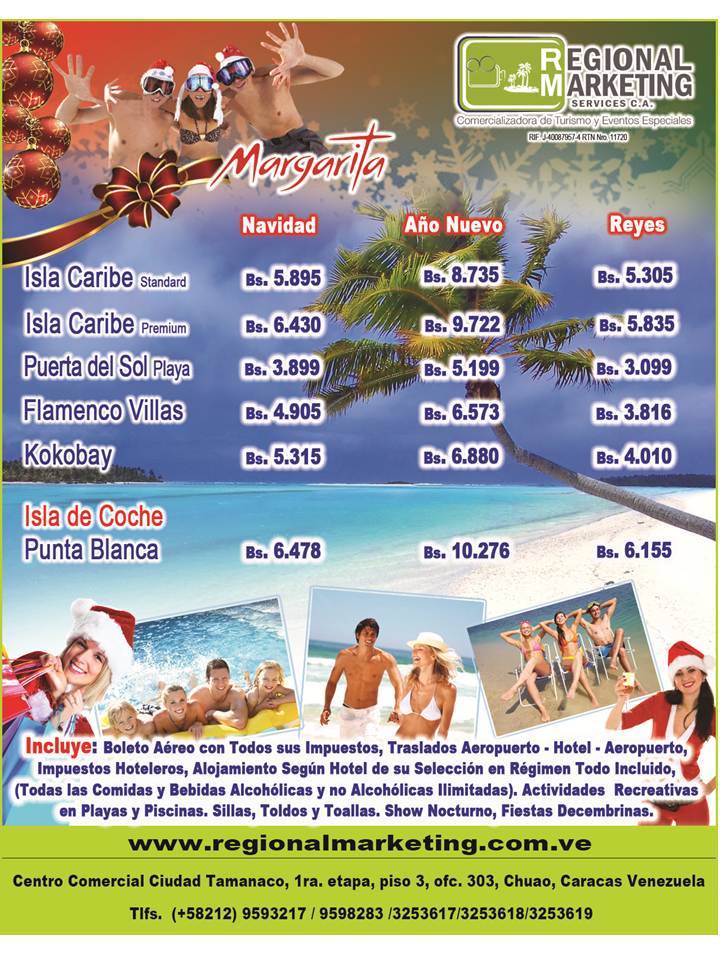 REGIONAL
MARKETING
SERVICES C.A.
Comercializadora de Turismo y Eventos Especiales
RIF: J-40087957-4 RTN Nro. 11720
Margarita
Navidad Año Nuevo Reyes
Isla Caribe Standard Bs. 5.895 Bs. 8.735 Bs. 5.305
Isla Caribe Premium Bs. 6.430 Bs. 9.722 Bs. 5.835
Puerta del Sol Playa Bs. 3.899 Bs. 5.199 Bs. 3.099
Flamenco Villas Bs. 4.905 Bs. 6.573 Bs. 3.816
Kokobay Bs. 5.315 Bs. 6.880 Bs. 4.010
Isla de Coche
Punta Blanca Bs. 6.478 Bs. 10.276 Bs. 6.155
Incluye: Boleto Aéreo con Todos sus Impuestos, Traslados Aeropuerto - Hotel - Aeropuerto,
Impuestos Hoteleros, Alojamiento Según Hotel de su Selección en Régimen Todo Incluido,
(Todas las Comidas y Bebidas Alcohólicas y no Alcohólicas Ilimitadas). Actividades Recreativas
en Playas y Piscinas. Sillas, Toldos y Toallas. Show Nocturno, Fiestas Decembrinas.
www.regionalmarketing.com.ve
Centro Comercial Ciudad Tamanaco, 1ra. etapa, piso 3, ofc. 303, Chuao, Caracas Venezuela
Tlfs. (+58212) 9593217 / 9598283 /3253617/3253618/3253619